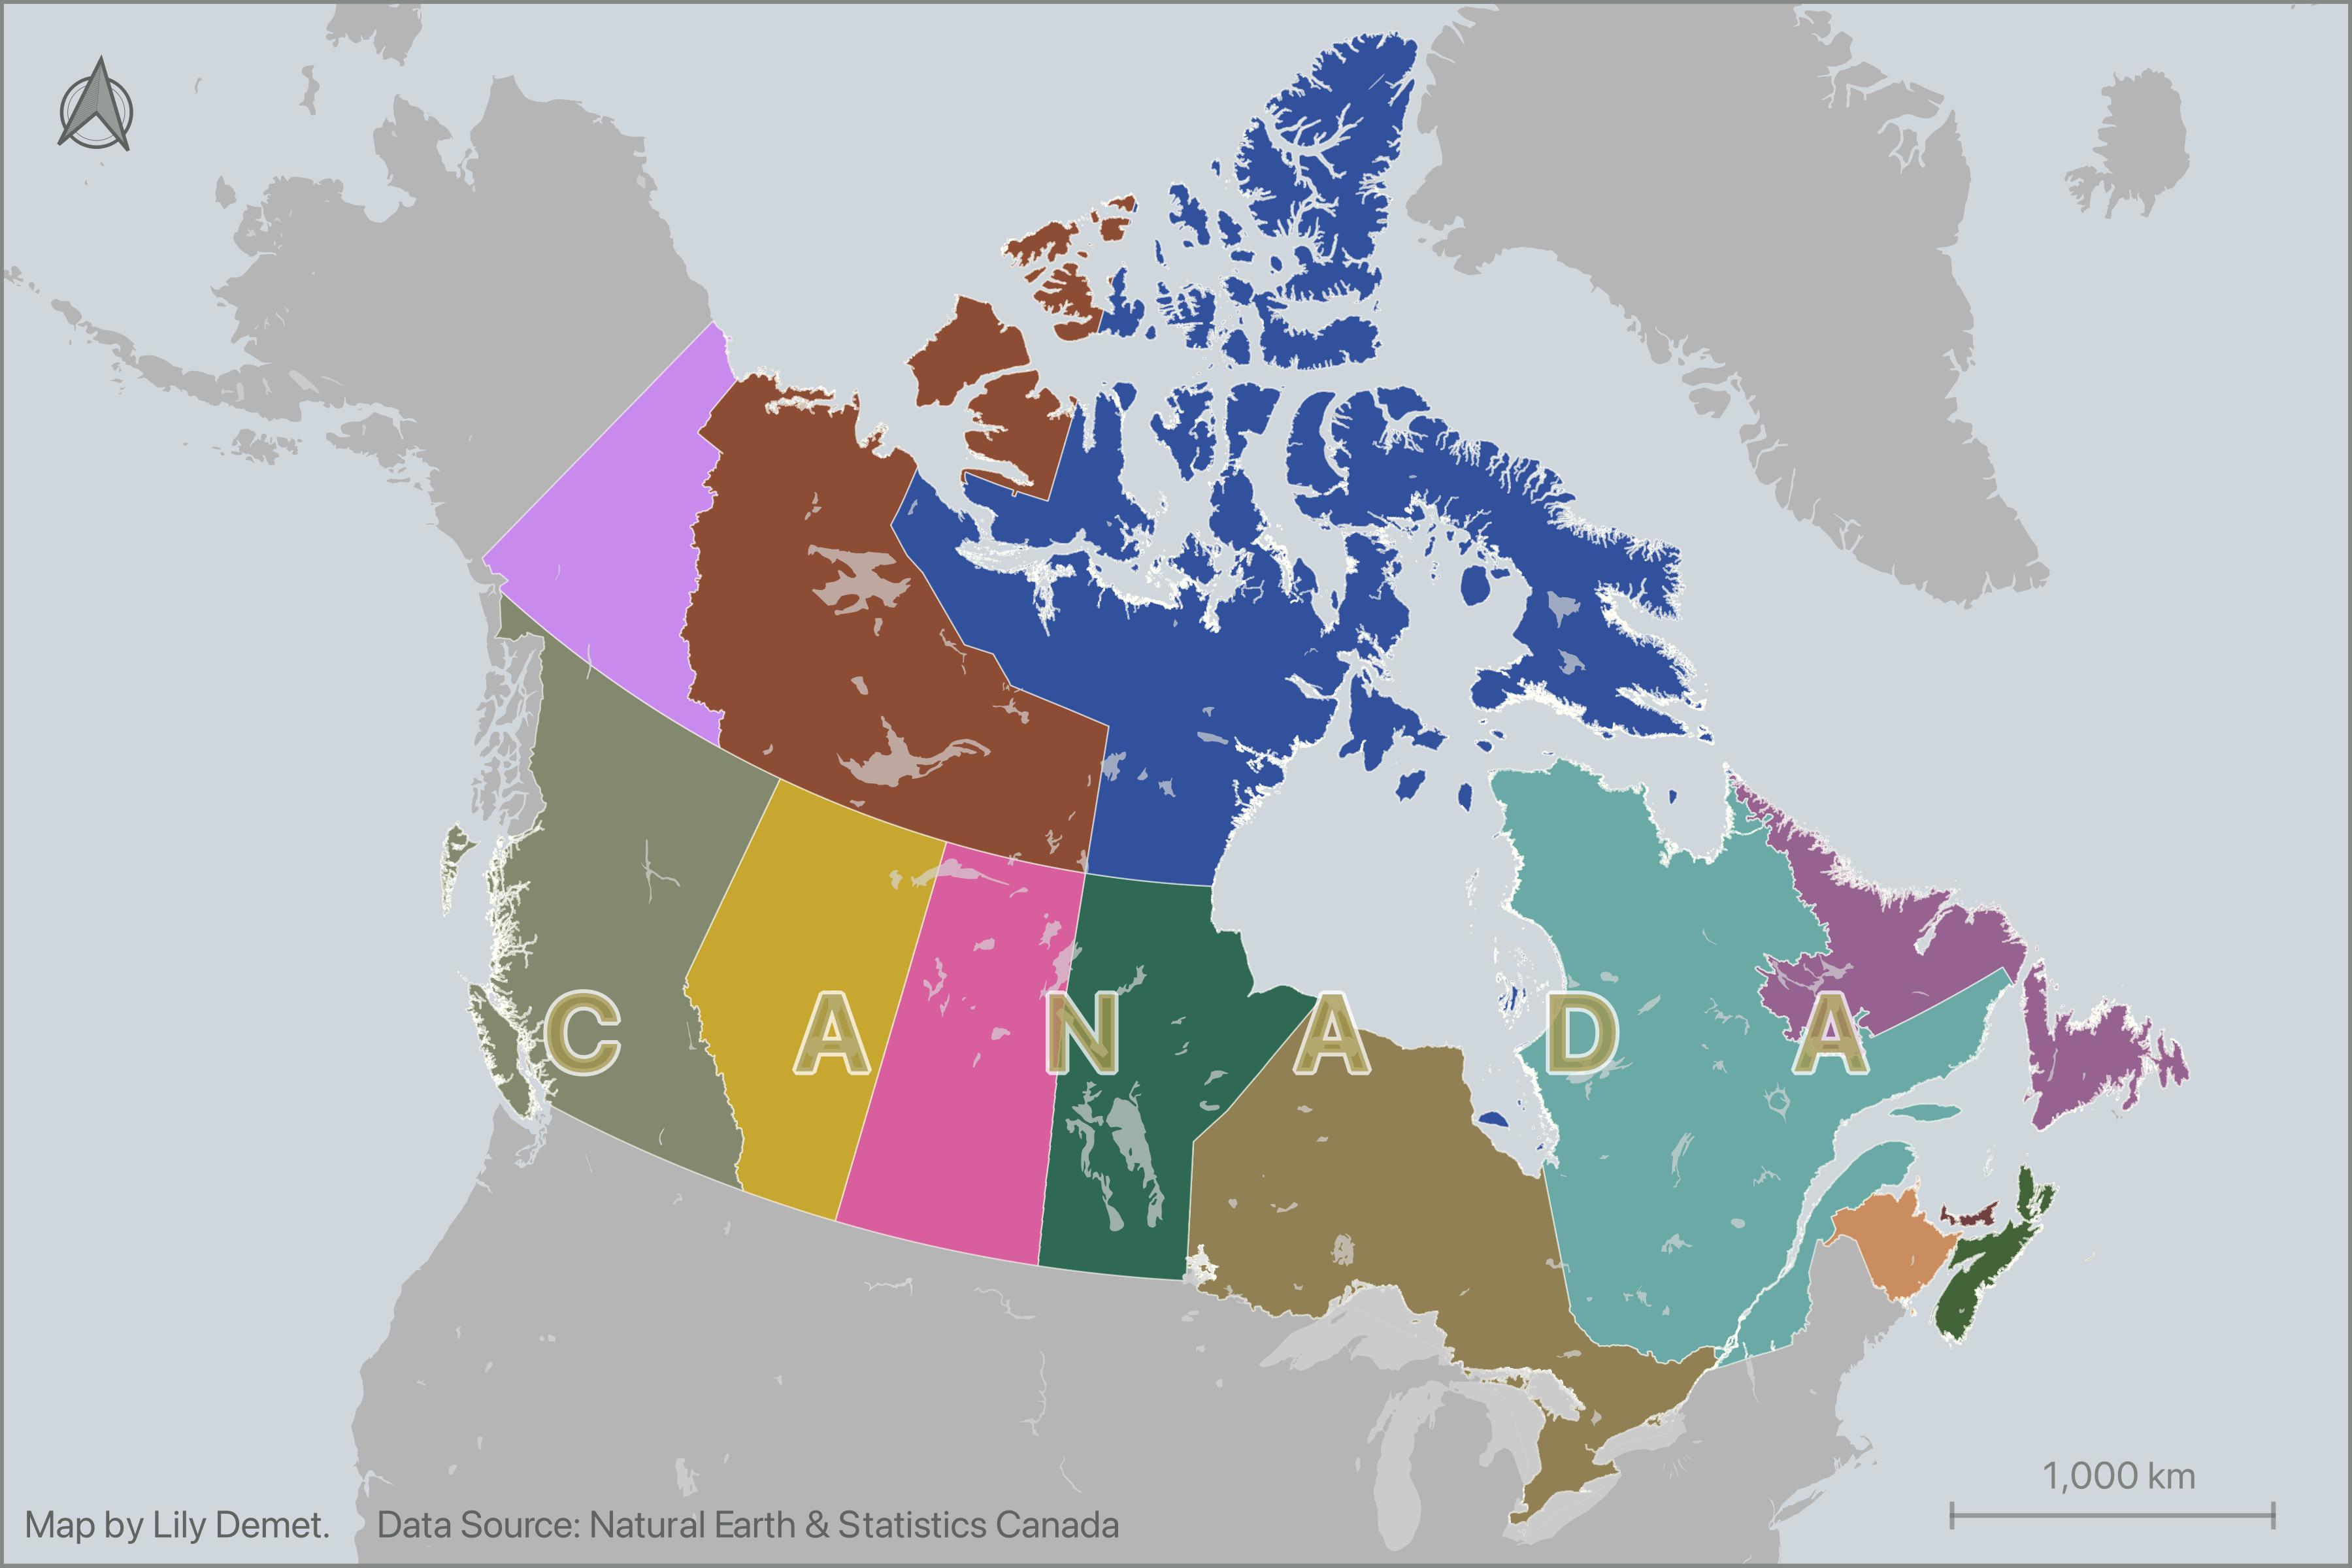 C A N A D A
1,000 km
Map by Lily Demet. Data Source: Natural Earth & Statistics Canada